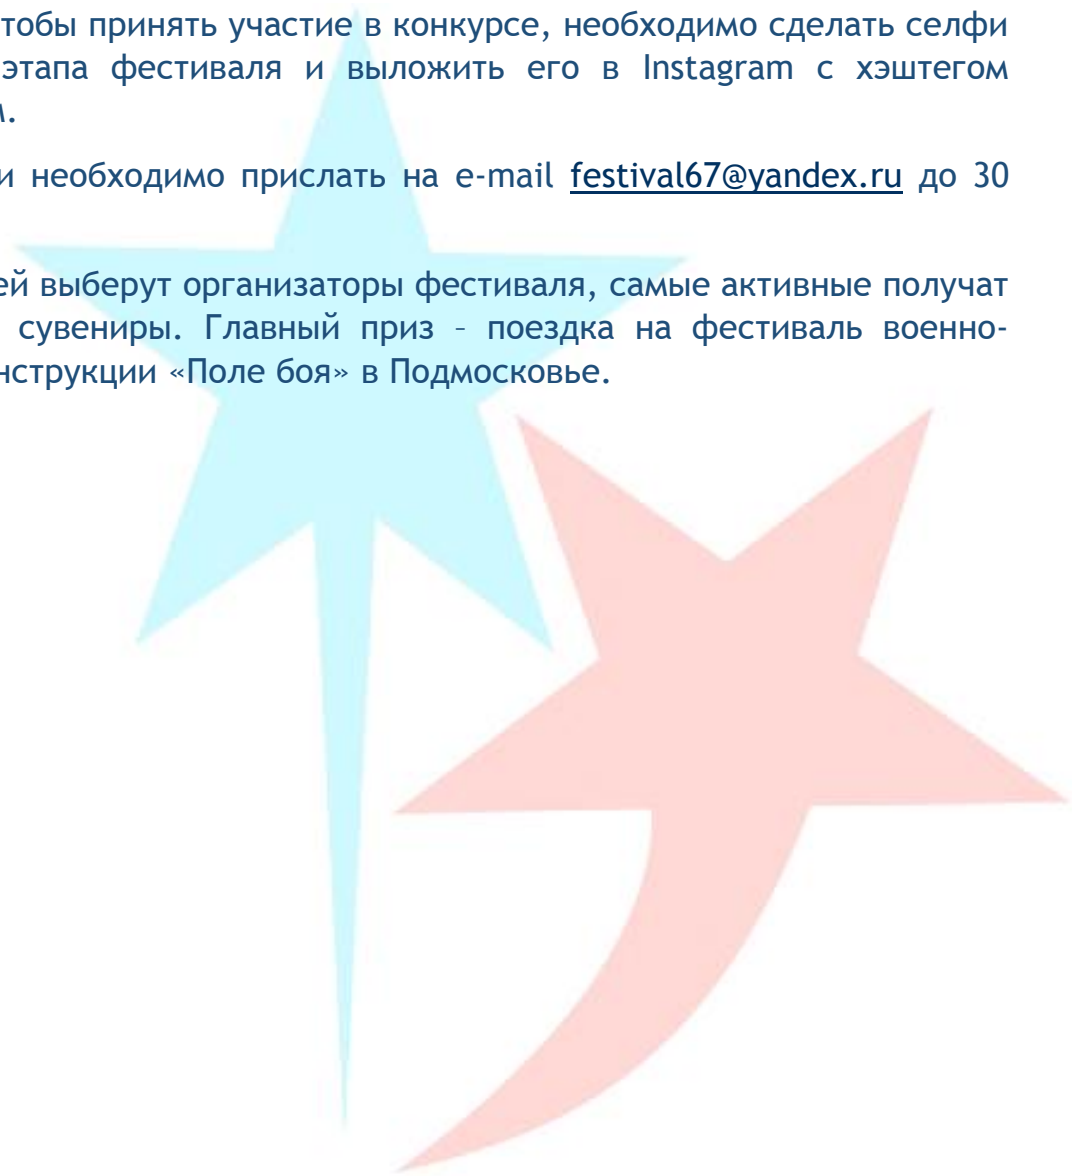 тобы принять участие в конкурсе, необходимо сделать селфи
этапа фестиваля и выложить его в Instagram с хэштегом
и необходимо прислать на e-mail festival67@yandex.ru до 30
ей выберут организаторы фестиваля, самые активные получат
сувениры. Главный приз – поездка на фестиваль военно-
нструкции «Поле боя» в Подмосковье.